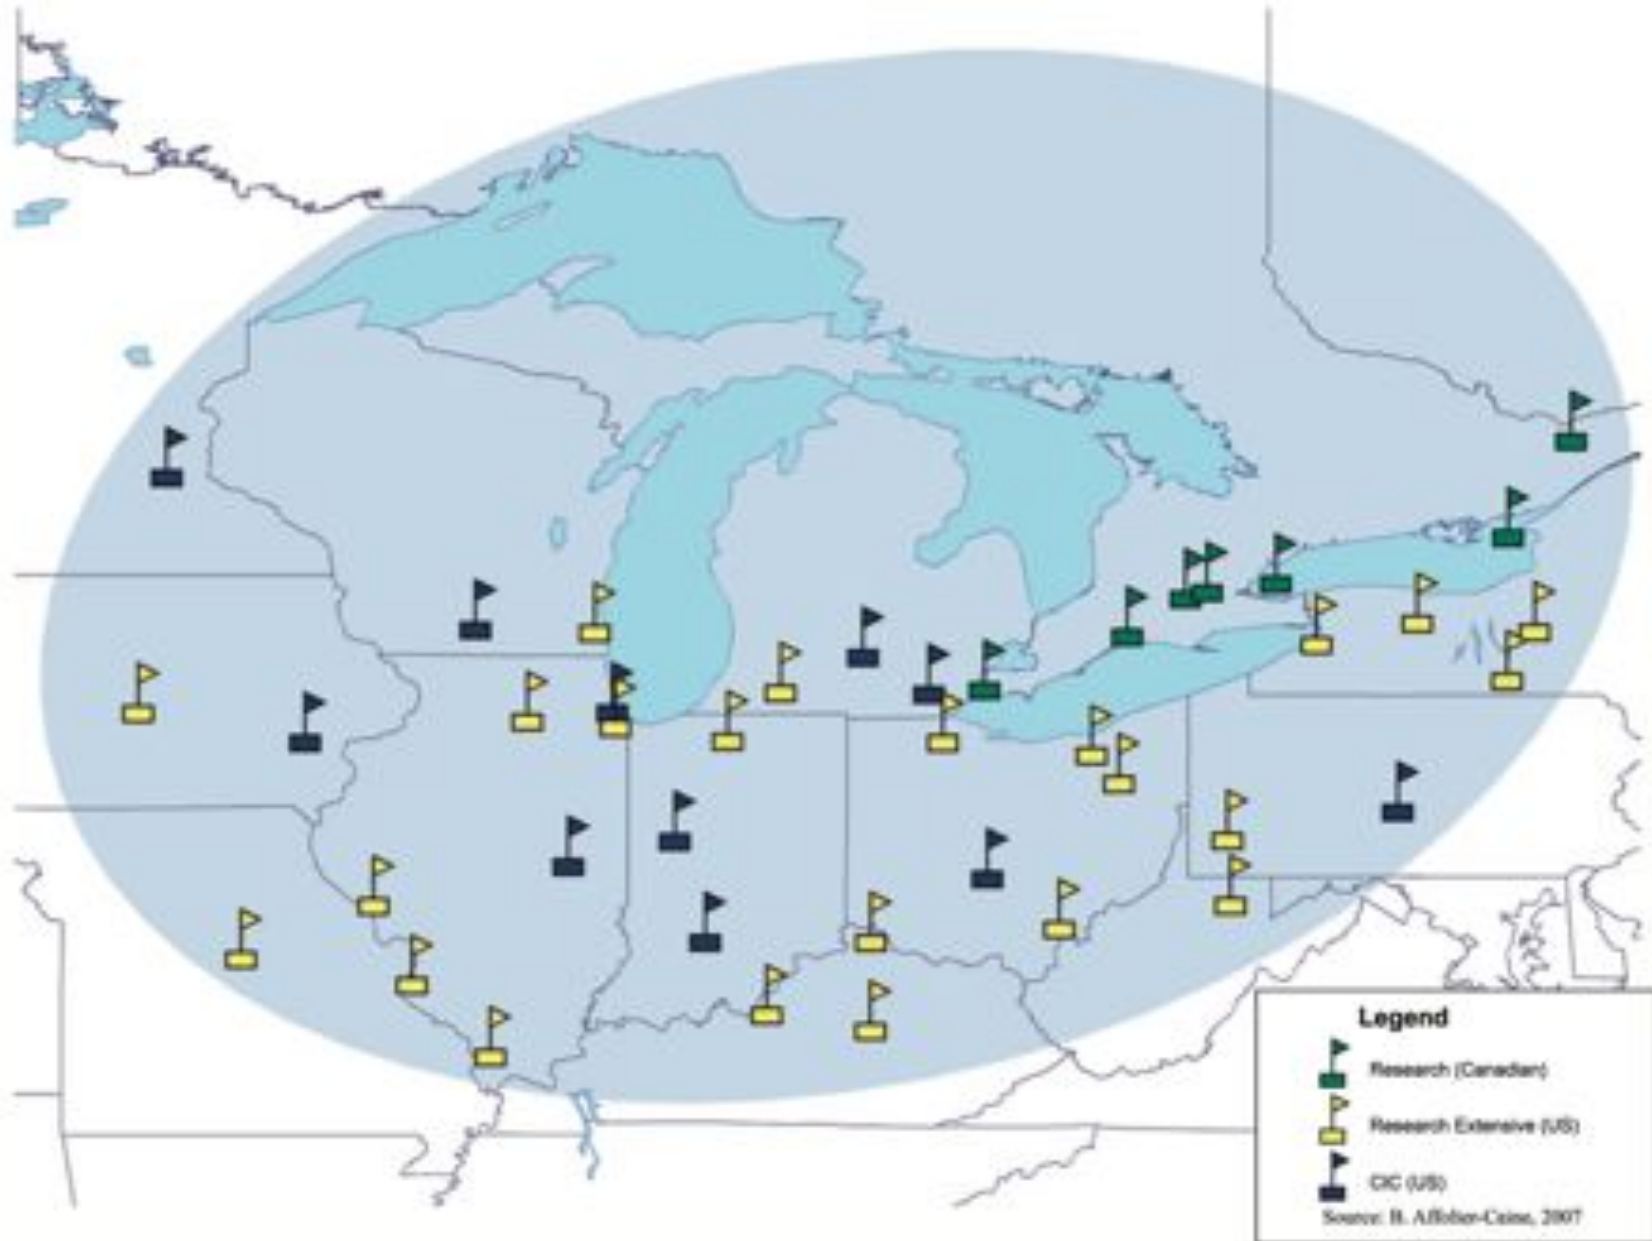 Legend
Research (Canadian)
Research Extensive (US)
CIC (US)
Source: B. Affolter-Caine, 2007